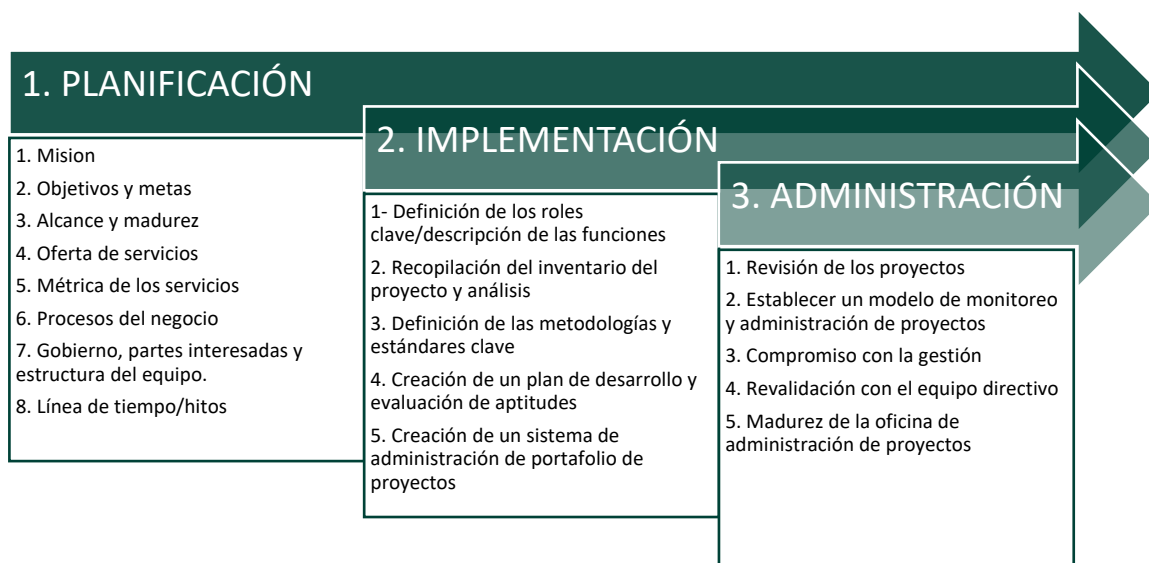 1. PLANIFICACIÓN
1. Mision
2. Objetivos y metas
3. Alcance y madurez
4. Oferta de servicios
5. Métrica de los servicios
6. Procesos del negocio
7. Gobierno, partes interesadas y
estructura del equipo.
8. Línea de tiempo/hitos
2. IMPLEMENTACIÓN
1- Definición de los roles
clave/descripción de las funciones
2. Recopilación del inventario del
proyecto y análisis
3. Definición de las metodologías y
estándares clave
4. Creación de un plan de desarrollo y
evaluación de aptitudes
5. Creación de un sistema de
administración de portafolio de
proyectos
3. ADMINISTRACIÓN
1. Revisión de los proyectos
2. Establecer un modelo de monitoreo
y administración de proyectos
3. Compromiso con la gestión
4. Revalidación con el equipo directivo
5. Madurez de la oficina de
administración de proyectos